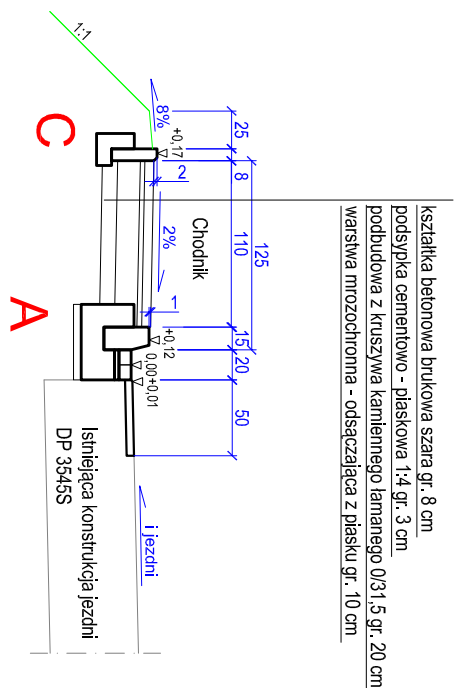 kształtka betonowa brukowa szara gr. 8 cm
podsypka cementowo - piaskowa 1:4 gr. 3 cm
podbudowa z kruszywa kamiennego łamanego 0/31,5 gr. 20 cm
warstwa mrozochronna - odsączająca z piasku gr. 10 cm
125
25
8
110
15
20
50
1:1
8%
+0,17
2
Chodnik
2%
1
+0,12
0,00
+0,01
i jezdni
C
A
Istniejąca konstrukcja jezdni
DP 3545S